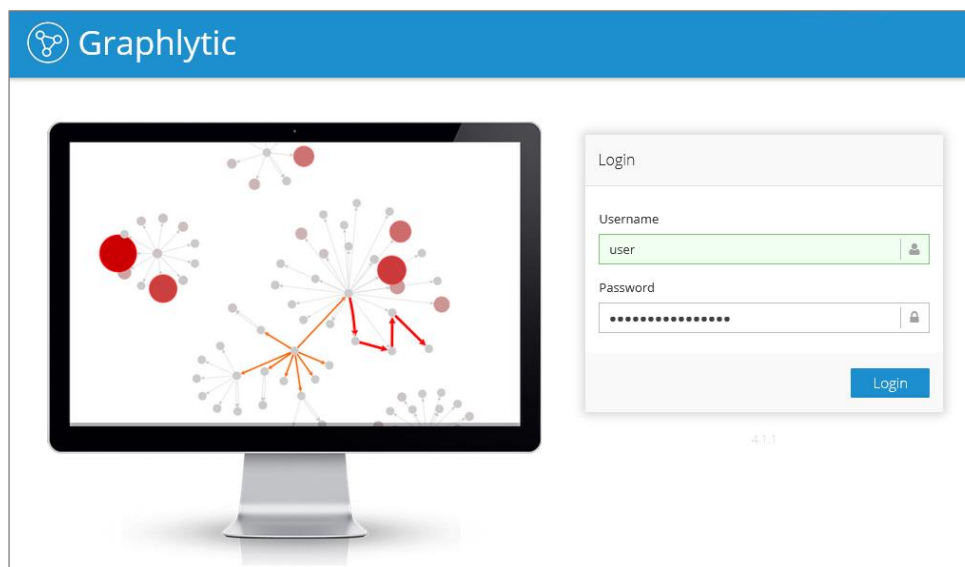 Graphlytic
Login
Username
user
Password
••••••••••••••••
Login
4.1.1